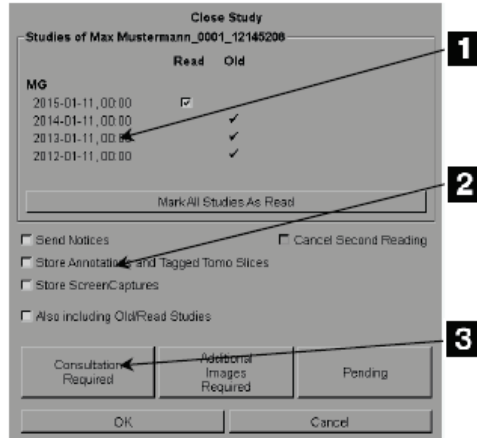 Close Study
Studies of Max Mustermann_0001_12145208
Read Old
MG
2015-01-11, 00:00
2014-01-11, 00:00
2013-01-11, 00:00
2012-01-11, 00:00
Mark All Studies As Read
Send Notices
Cancel Second Reading
Store Annotations and Tagged Tomo Slices
Store ScreenCaptures
Also including Old/Read Studies
Consultation
Required
Additional
Images
Required
Pending
OK
Cancel
1
2
3